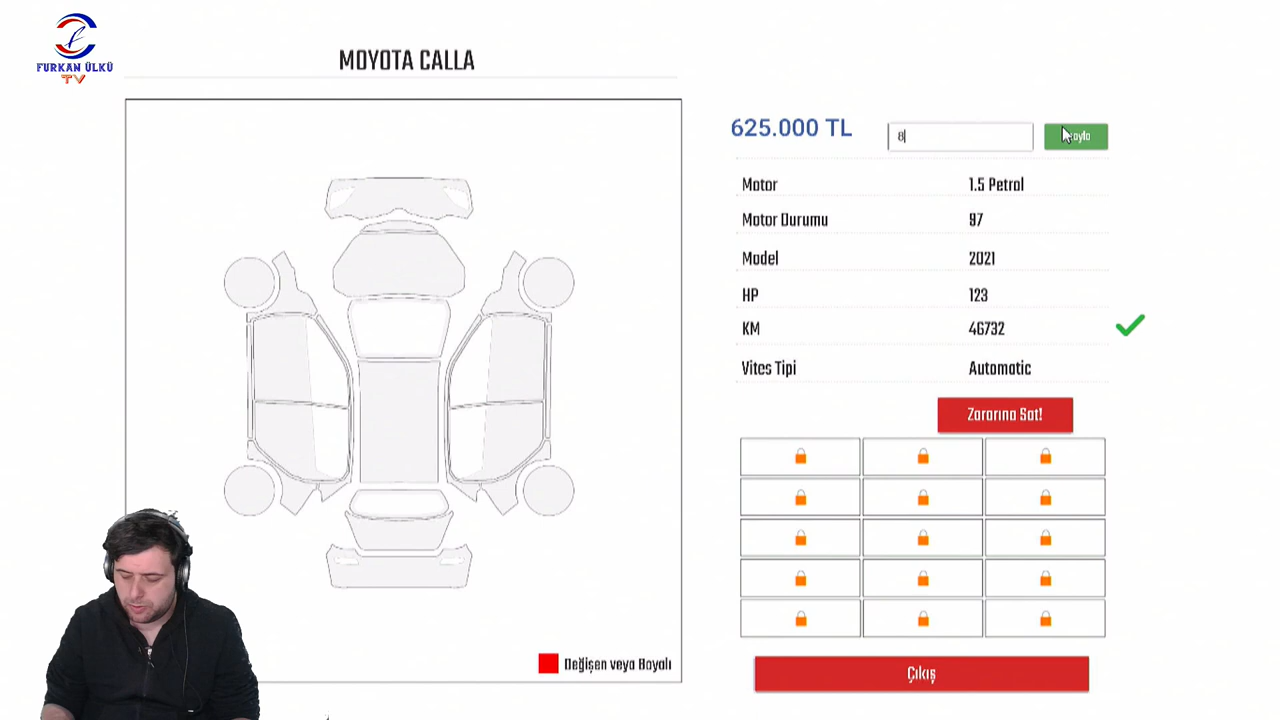 FURKAN ÜLKÜ
TV
MOYOTA CALLA
625.000 TL
8
Motor 1.5 Petrol
Motor Durumu 97
Model 2021
HP 123
KM 46732
Vites Tipi Automatic
Zararına Sat!
Değişen veya Boyalı
Çıkış